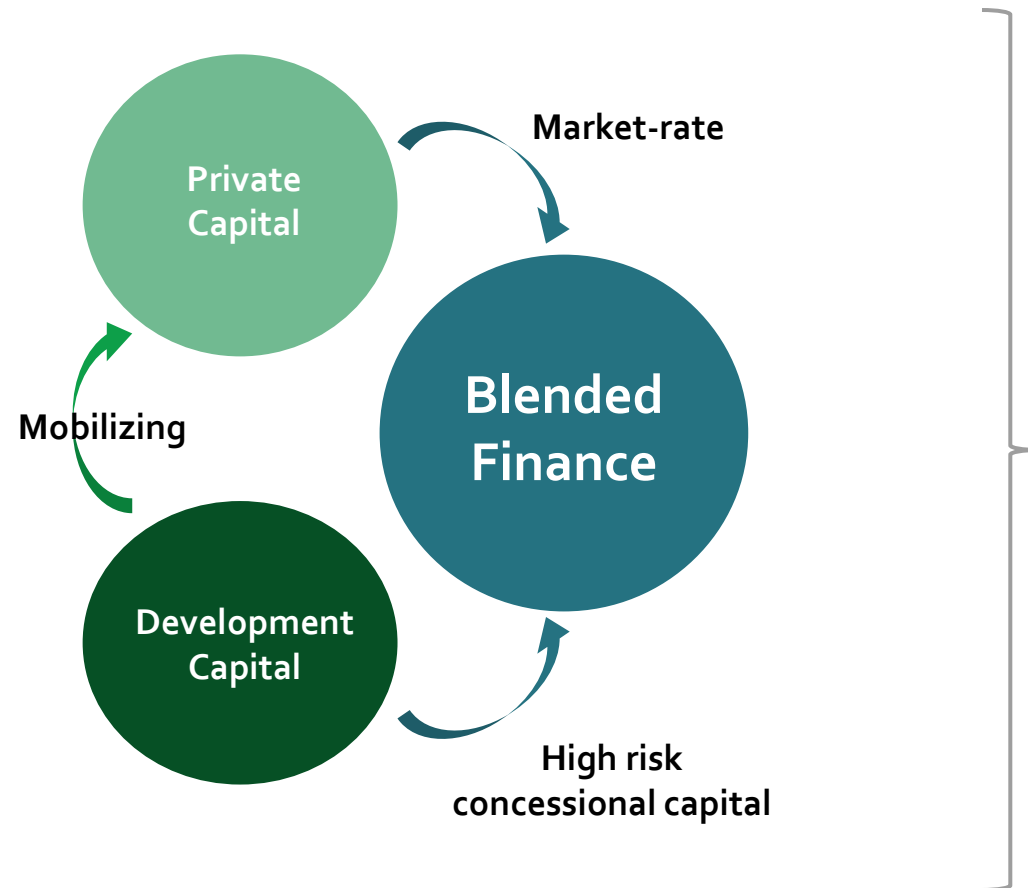 Market-rate
Private
Capital
Blended
Finance
Mobilizing
Development
Capital
High risk
concessional capital